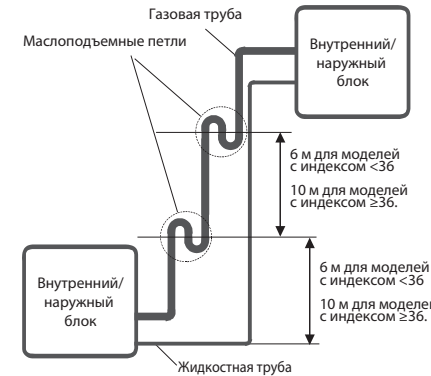 Газовая труба
Маслоподъемные петли
Внутренний/
наружный
блок
6 м для моделей
с индексом <36
10 м для моделей
с индексом ≥36.
Внутренний/
наружный
блок
6 м для моделей
с индексом <36
10 м для моделе
с индексом ≥36.
Жидкостная труба